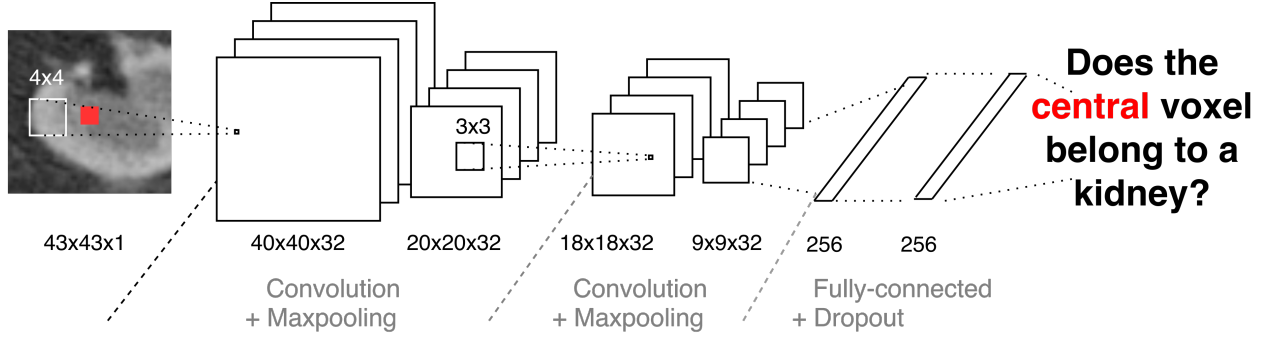 4x4
3x3
Does the
central voxel
belong to a
kidney?
43x43x1
40x40x32
20x20x32
18x18x32
9x9x32
256
256
Convolution
+ Maxpooling
Convolution
+ Maxpooling
Fully-connected
+ Dropout